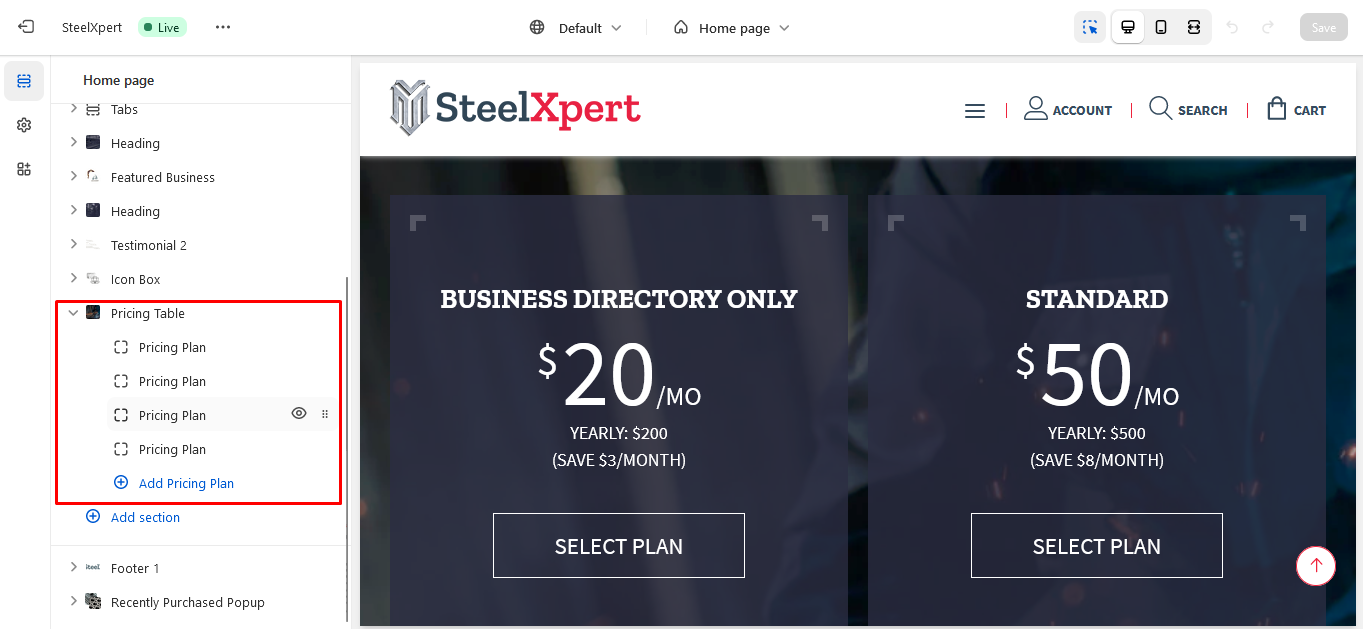 SteelXpert
Live
Default
Home page
Save
Home page
Tabs
Heading
Featured Business
Heading
Testimonial 2
Icon Box
Pricing Table
Pricing Plan
Pricing Plan
Pricing Plan
Pricing Plan
Add Pricing Plan
Add section
Footer 1
Recently Purchased Popup
SteelXpert
ACCOUNT
SEARCH
CART
BUSINESS DIRECTORY ONLY
$20/MO
YEARLY: $200
(SAVE $3/MONTH)
SELECT PLAN
STANDARD
$50/MO
YEARLY: $500
(SAVE $8/MONTH)
SELECT PLAN